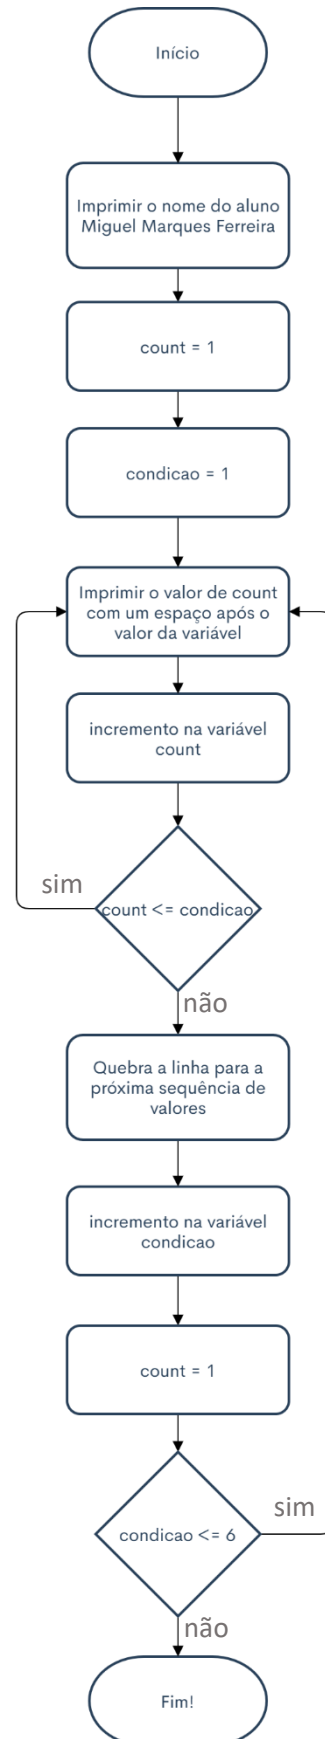 Início
Imprimir o nome do aluno
Miguel Marques Ferreira
count = 1
condicao = 1
Imprimir o valor de count
com um espaço após o
valor da variável
incremento na variável
count
sim
count <= condicao
não
Quebra a linha para a
próxima sequência de
valores
incremento na variável
condicao
count = 1
sim
condicao <= 6
não
Fim!